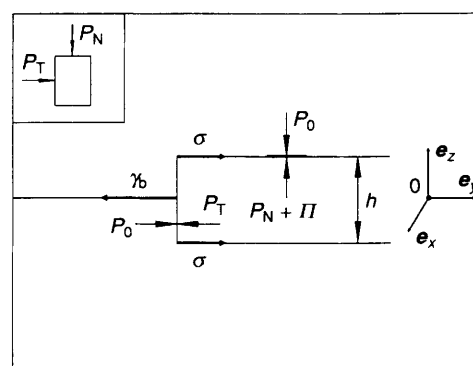 P_N
P_T
P_0
σ
γ_b
P_T
P_N + Π
h
P_0
σ
0
e_z
e_y
e_x